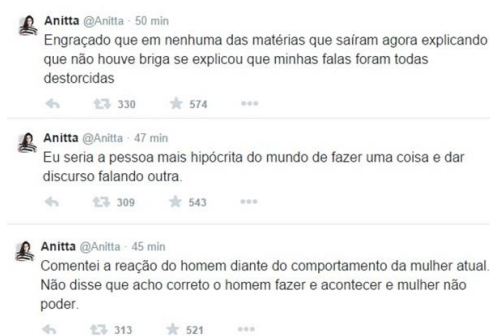 Anitta @Anitta · 50 min
Engraçado que em nenhuma das matérias que saíram agora explicando
que não houve briga se explicou que minhas falas foram todas
destorcidas
330 574
Anitta @Anitta · 47 min
Eu seria a pessoa mais hipócrita do mundo de fazer uma coisa e dar
discurso falando outra.
309 543
Anitta @Anitta · 45 min
Comentei a reação do homem diante do comportamento da mulher atual.
Não disse que acho correto o homem fazer e acontecer e mulher não
poder.
313 521